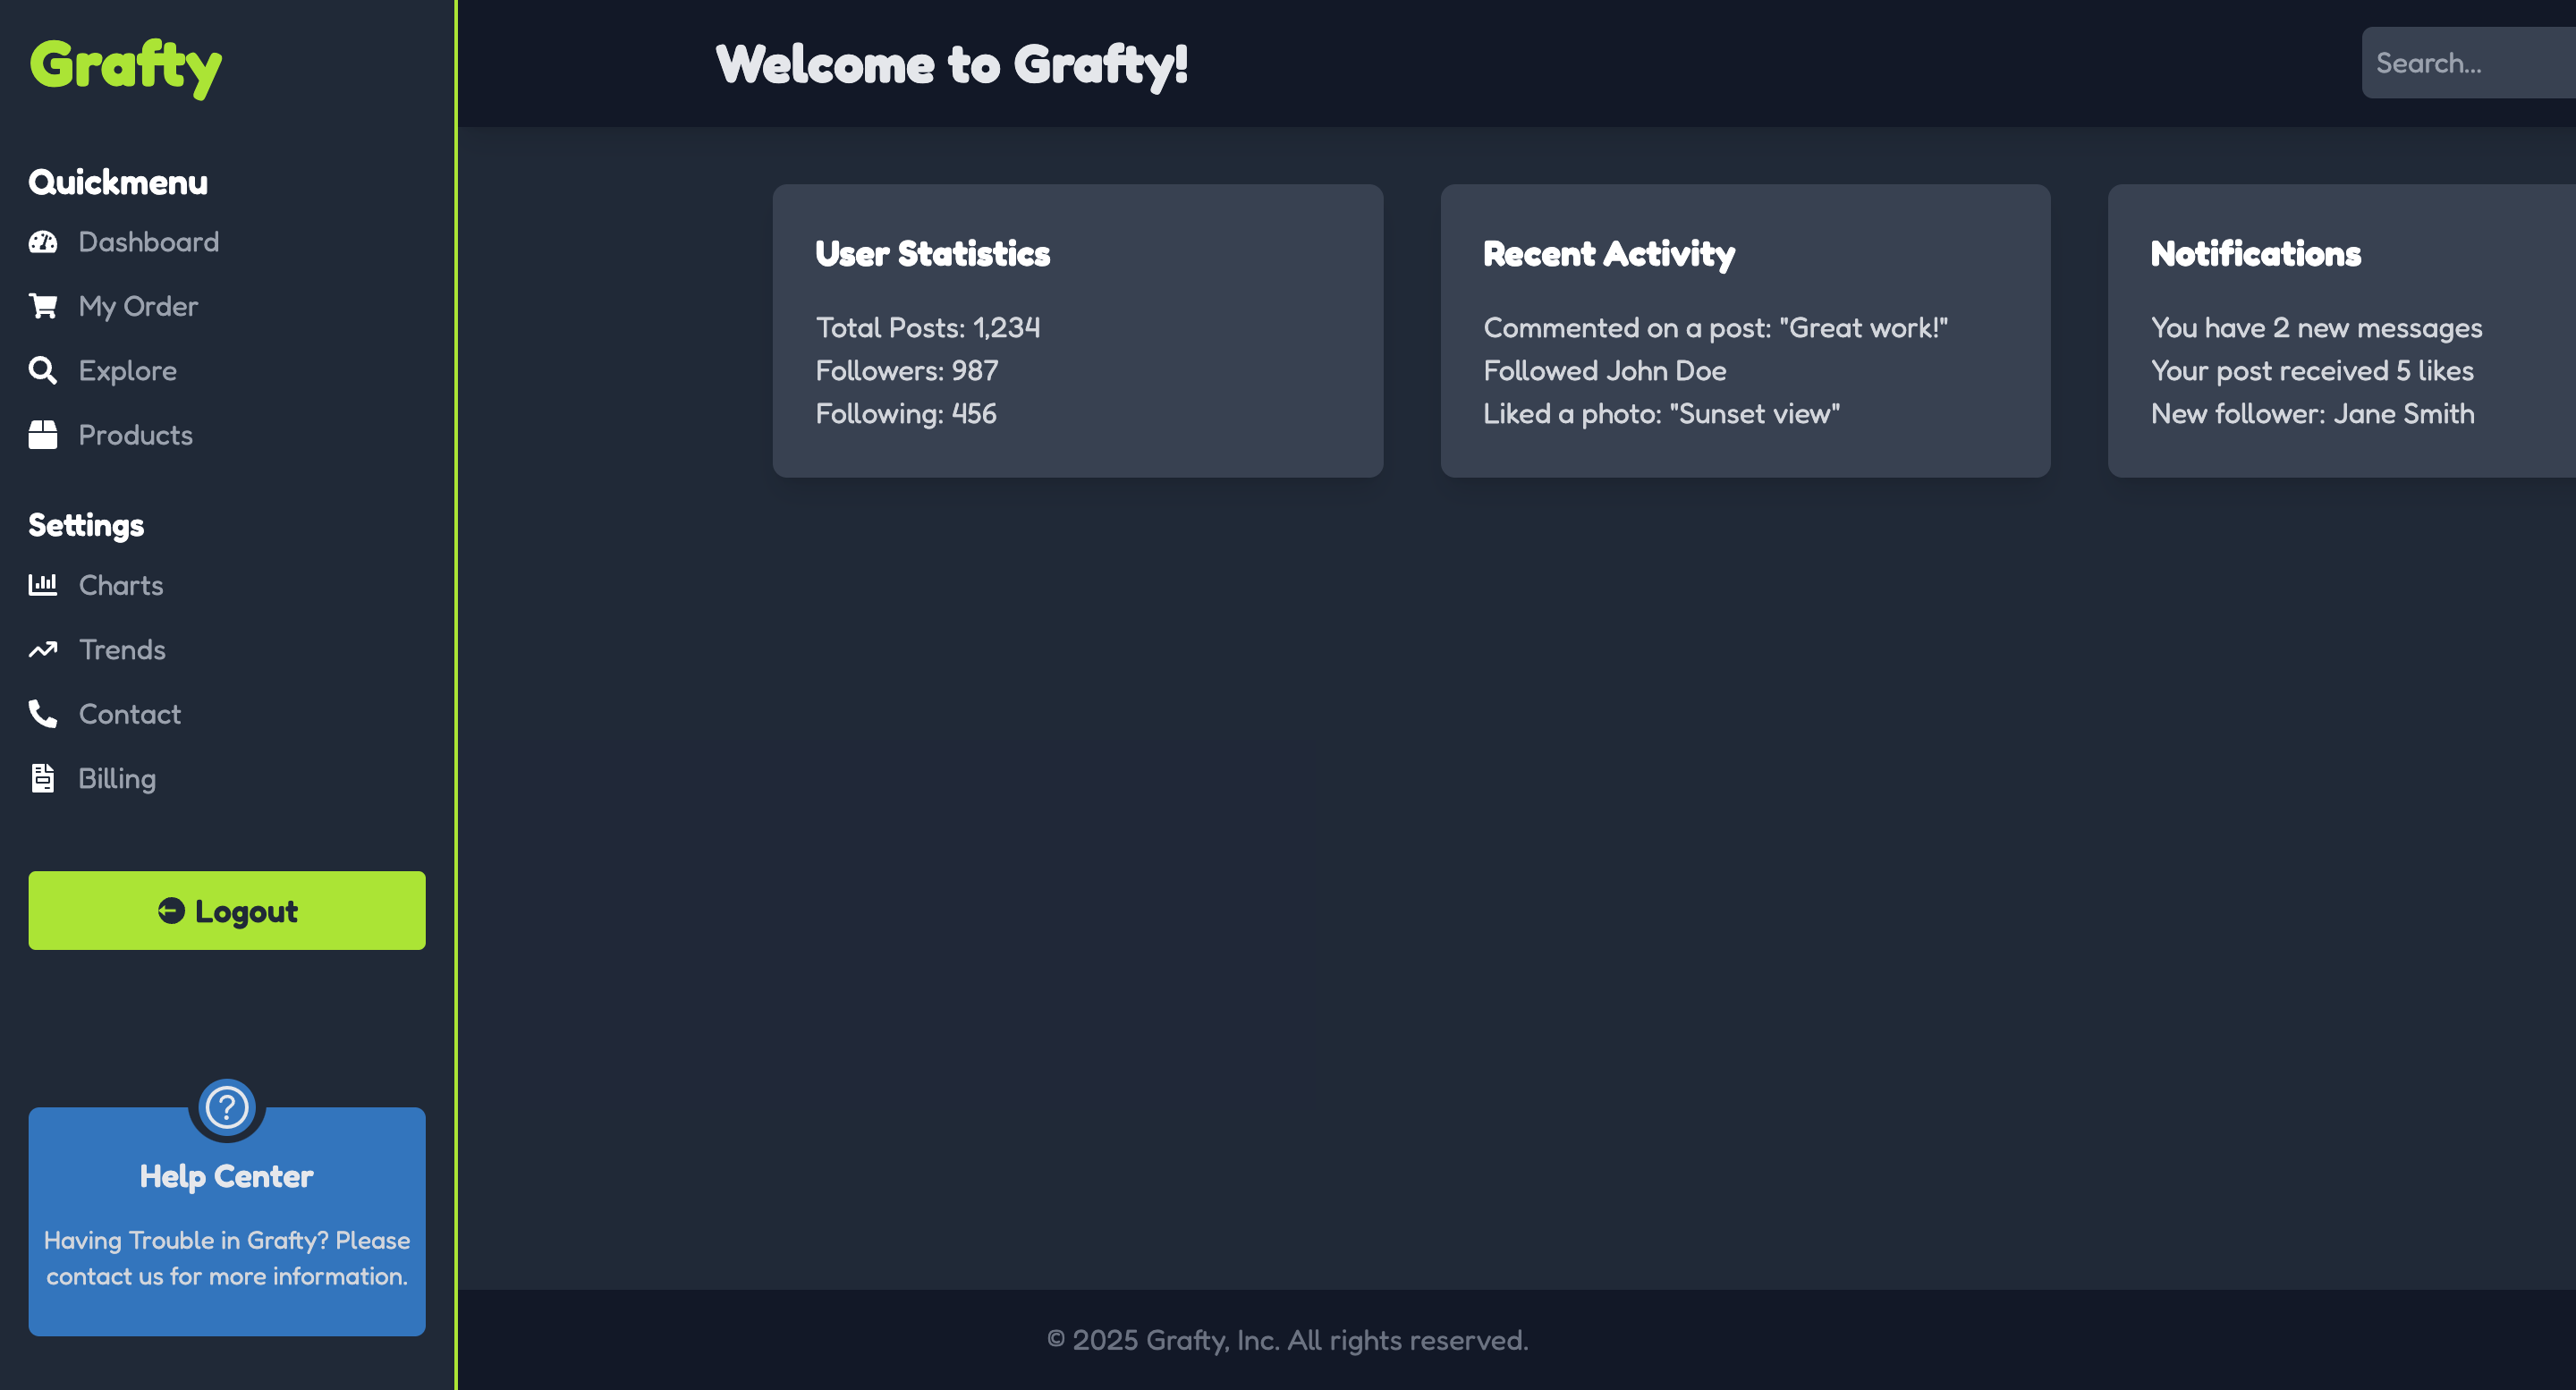 Grafty
Quickmenu
Dashboard
My Order
Explore
Products
Settings
Charts
Trends
Contact
Billing
Logout
?
Help Center
Having Trouble in Grafty? Please
contact us for more information.
Welcome to Grafty!
Search...
User Statistics
Total Posts: 1,234
Followers: 987
Following: 456
Recent Activity
Commented on a post: "Great work!"
Followed John Doe
Liked a photo: "Sunset view"
Notifications
You have 2 new messages
Your post received 5 likes
New follower: Jane Smith
© 2025 Grafty, Inc. All rights reserved.